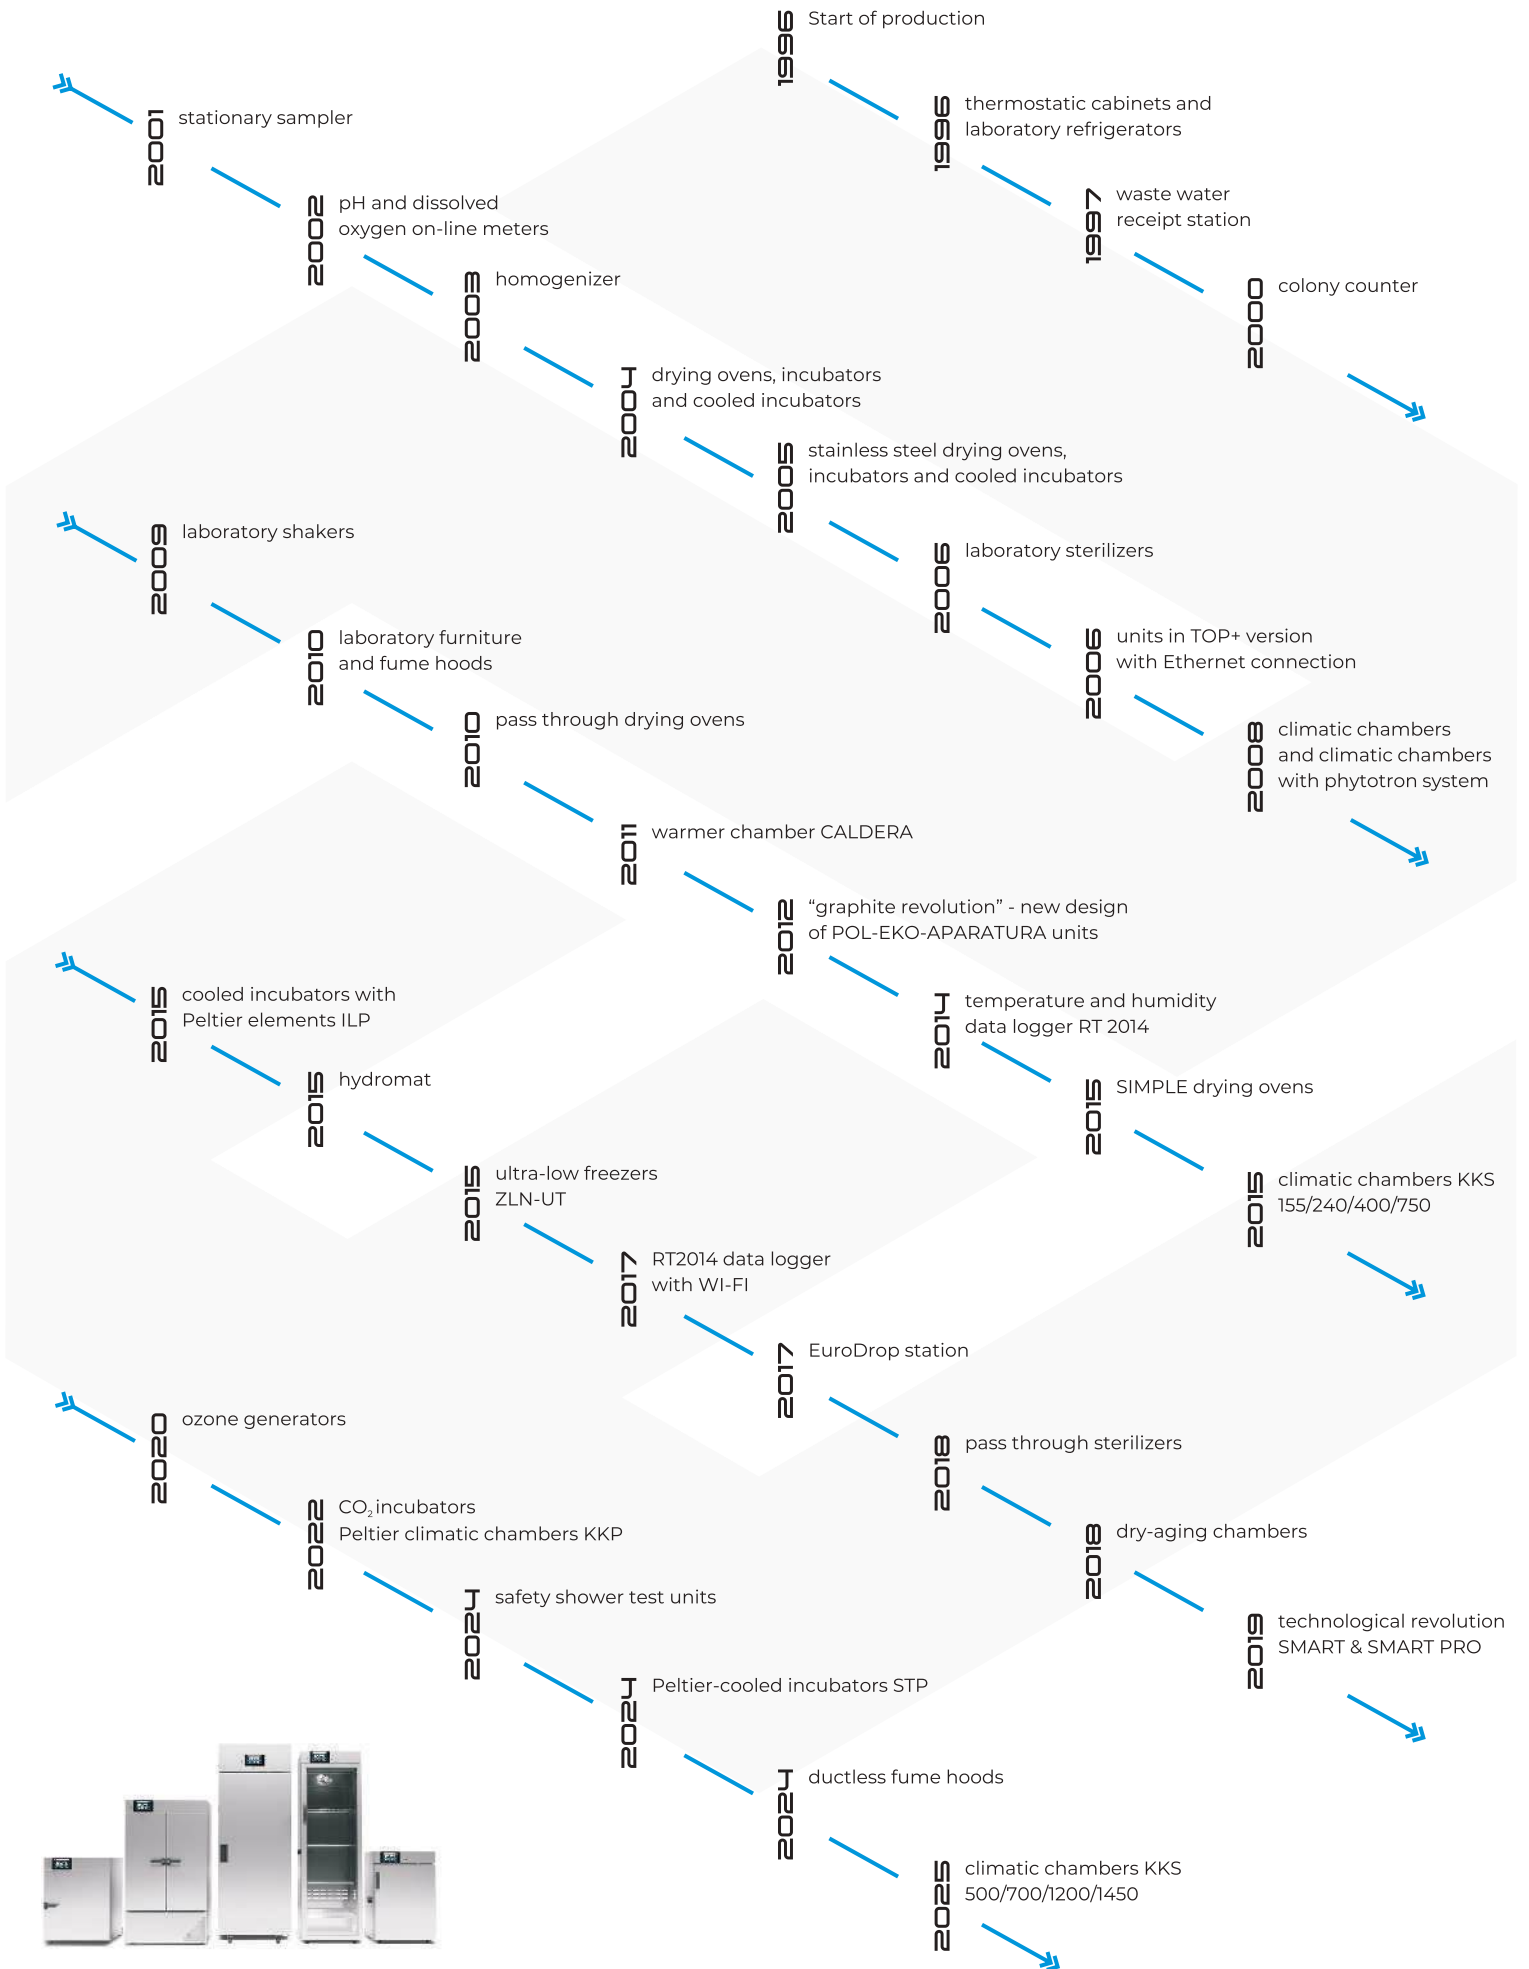 1996
Start of production
1996
thermostatic cabinets and
laboratory refrigerators
1997
waste water
receipt station
2000
colony counter
2001
stationary sampler
2002
pH and dissolved
oxygen on-line meters
2003
homogenizer
2004
drying ovens, incubators
and cooled incubators
2005
stainless steel drying ovens,
incubators and cooled incubators
2006
laboratory sterilizers
2006
units in TOP+ version
with Ethernet connection
2008
climatic chambers
and climatic chambers
with phytotron system
2009
laboratory shakers
2010
laboratory furniture
and fume hoods
2010
pass through drying ovens
2011
warmer chamber CALDERA
2012
“graphite revolution” - new design
of POL-EKO-APARATURA units
2014
temperature and humidity
data logger RT 2014
2015
SIMPLE drying ovens
2015
climatic chambers KKS
155/240/400/750
2015
cooled incubators with
Peltier elements ILP
2015
hydromat
2015
ultra-low freezers
ZLN-UT
2017
RT2014 data logger
with WI-FI
2017
EuroDrop station
2018
pass through sterilizers
2018
dry-aging chambers
2019
technological revolution
SMART & SMART PRO
2020
ozone generators
2022
CO₂ incubators
Peltier climatic chambers KKP
2024
safety shower test units
2024
Peltier-cooled incubators STP
2024
ductless fume hoods
2025
climatic chambers KKS
500/700/1200/1450